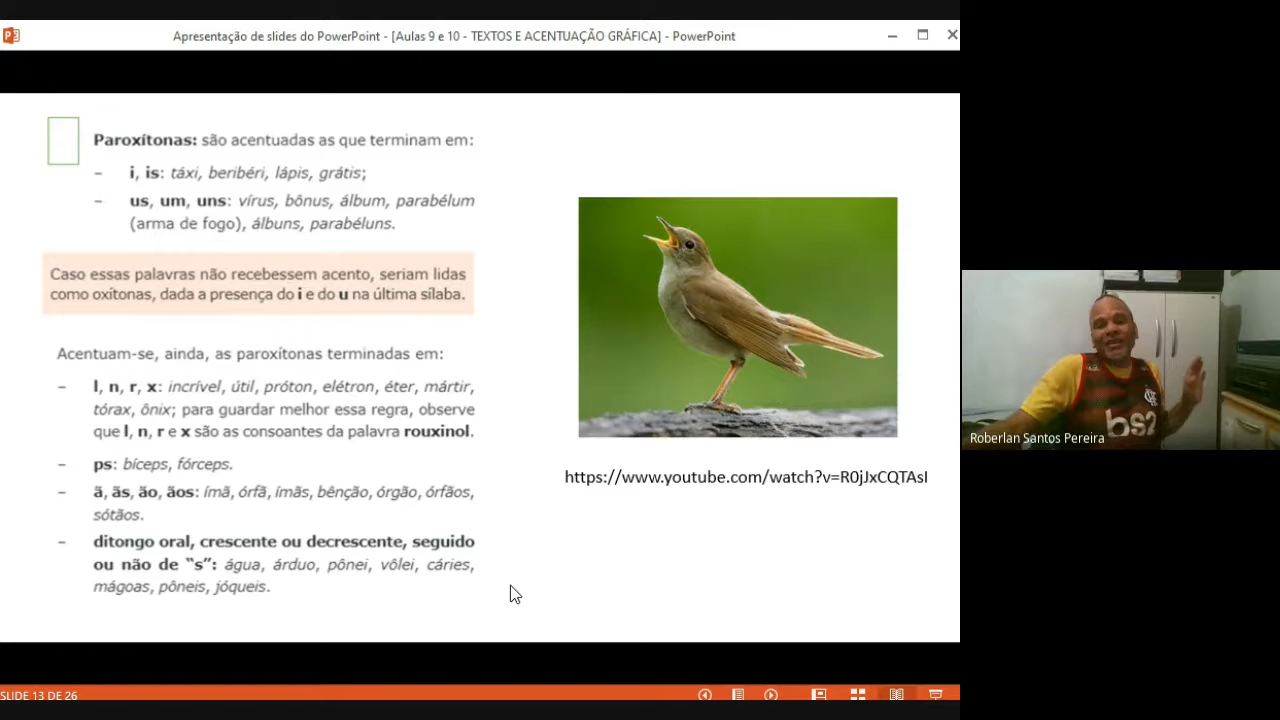 Apresentação de slides do PowerPoint - [Aulas 9 e 10 - TEXTOS E ACENTUAÇÃO GRÁFICA] - PowerPoint
Paroxítonas: são acentuadas as que terminam em:
– i, is: táxi, beribéri, lápis, grátis;
– us, um, uns: vírus, bônus, álbum, parabélum
(arma de fogo), álbuns, parabéluns.
Caso essas palavras não recebessem acento, seriam lidas
como oxítonas, dada a presença do i e do u na última sílaba.
Acentuam-se, ainda, as paroxítonas terminadas em:
– l, n, r, x: incrível, útil, próton, elétron, éter, mártir,
tórax, ônix; para guardar melhor essa regra, observe
que l, n, r e x são as consoantes da palavra rouxinol.
– ps: bíceps, fórceps.
– ã, ãs, ão, ãos: ímã, órfã, ímãs, bênção, órgão, órfãos,
sótãos.
– ditongo oral, crescente ou decrescente, seguido
ou não de “s”: água, árduo, pônei, vôlei, cáries,
mágoas, pôneis, jóqueis.
https://www.youtube.com/watch?v=R0jJxCQTAsI
bs2
Roberlan Santos Pereira
SLIDE 13 DE 26